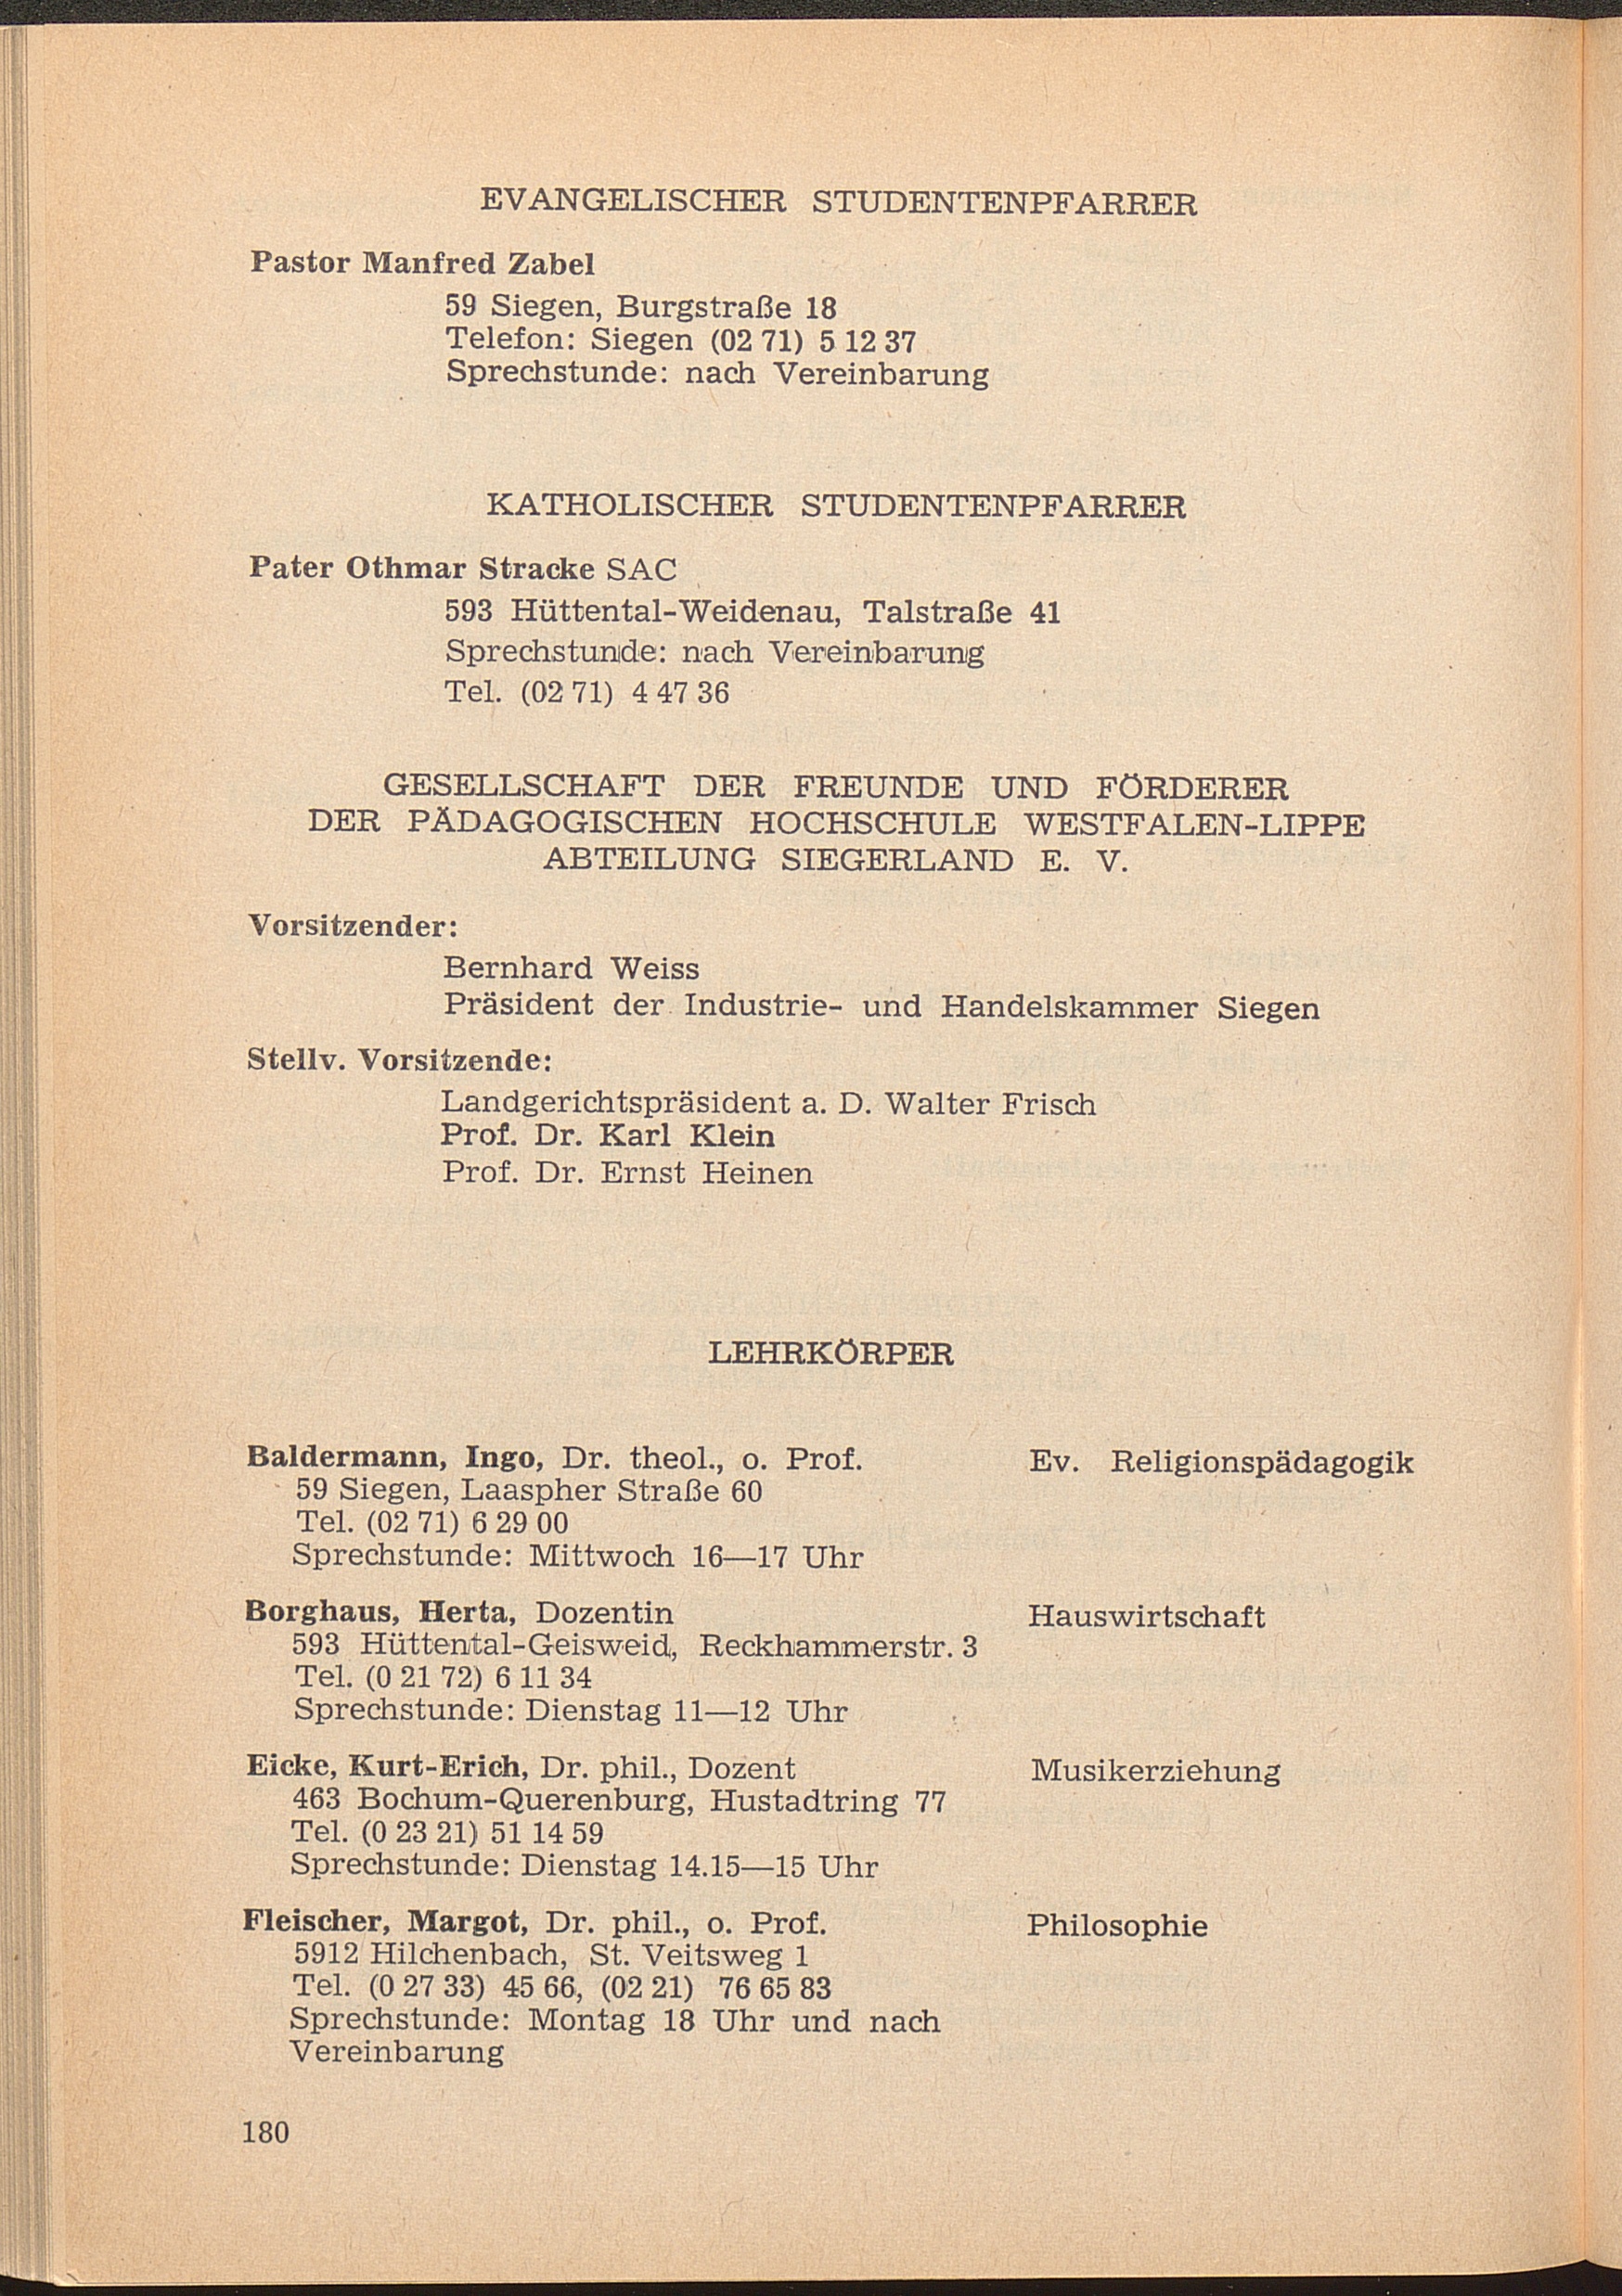 EVANGELISCHER STUDENTENPFARRER
Pastor Manfred Zabel
59 Siegen, Burgstraße 18
Telefon: Siegen (02 71) 5 12 37
Sprechstunde: nach Vereinbarung
KATHOLISCHER STUDENTENPFARRER
Pater Othmar Stracke SAC
593 Hüttental-Weidenau, Talstraße 41
Sprechstunde: nach Vereinbarung
Tel. (02 71) 4 47 36
GESELLSCHAFT DER FREUNDE UND FÖRDERER
DER PÄDAGOGISCHEN HOCHSCHULE WESTFALEN-LIPPE
ABTEILUNG SIEGERLAND E. V.
Vorsitzender:
Bernhard Weiss
Präsident der Industrie- und Handelskammer Siegen
Stellv. Vorsitzende:
Landgerichtspräsident a. D. Walter Frisch
Prof. Dr. Karl Klein
Prof. Dr. Ernst Heinen
LEHRKÖRPER
Baldermann, Ingo, Dr. theol., o. Prof. Ev. Religionspädagogik
59 Siegen, Laaspher Straße 60
Tel. (02 71) 6 29 00
Sprechstunde: Mittwoch 16—17 Uhr
Borghaus, Herta, Dozentin Hauswirtschaft
593 Hüttental-Geisweid, Reckhammerstr. 3
Tel. (0 21 72) 6 11 34
Sprechstunde: Dienstag 11—12 Uhr
Eicke, Kurt-Erich, Dr. phil., Dozent Musikerziehung
463 Bochum-Querenburg, Hustadtring 77
Tel. (0 23 21) 51 14 59
Sprechstunde: Dienstag 14.15—15 Uhr
Fleischer, Margot, Dr. phil., o. Prof. Philosophie
5912 Hilchenbach, St. Veitsweg 1
Tel. (0 27 33) 45 66, (02 21) 76 65 83
Sprechstunde: Montag 18 Uhr und nach
Vereinbarung
180